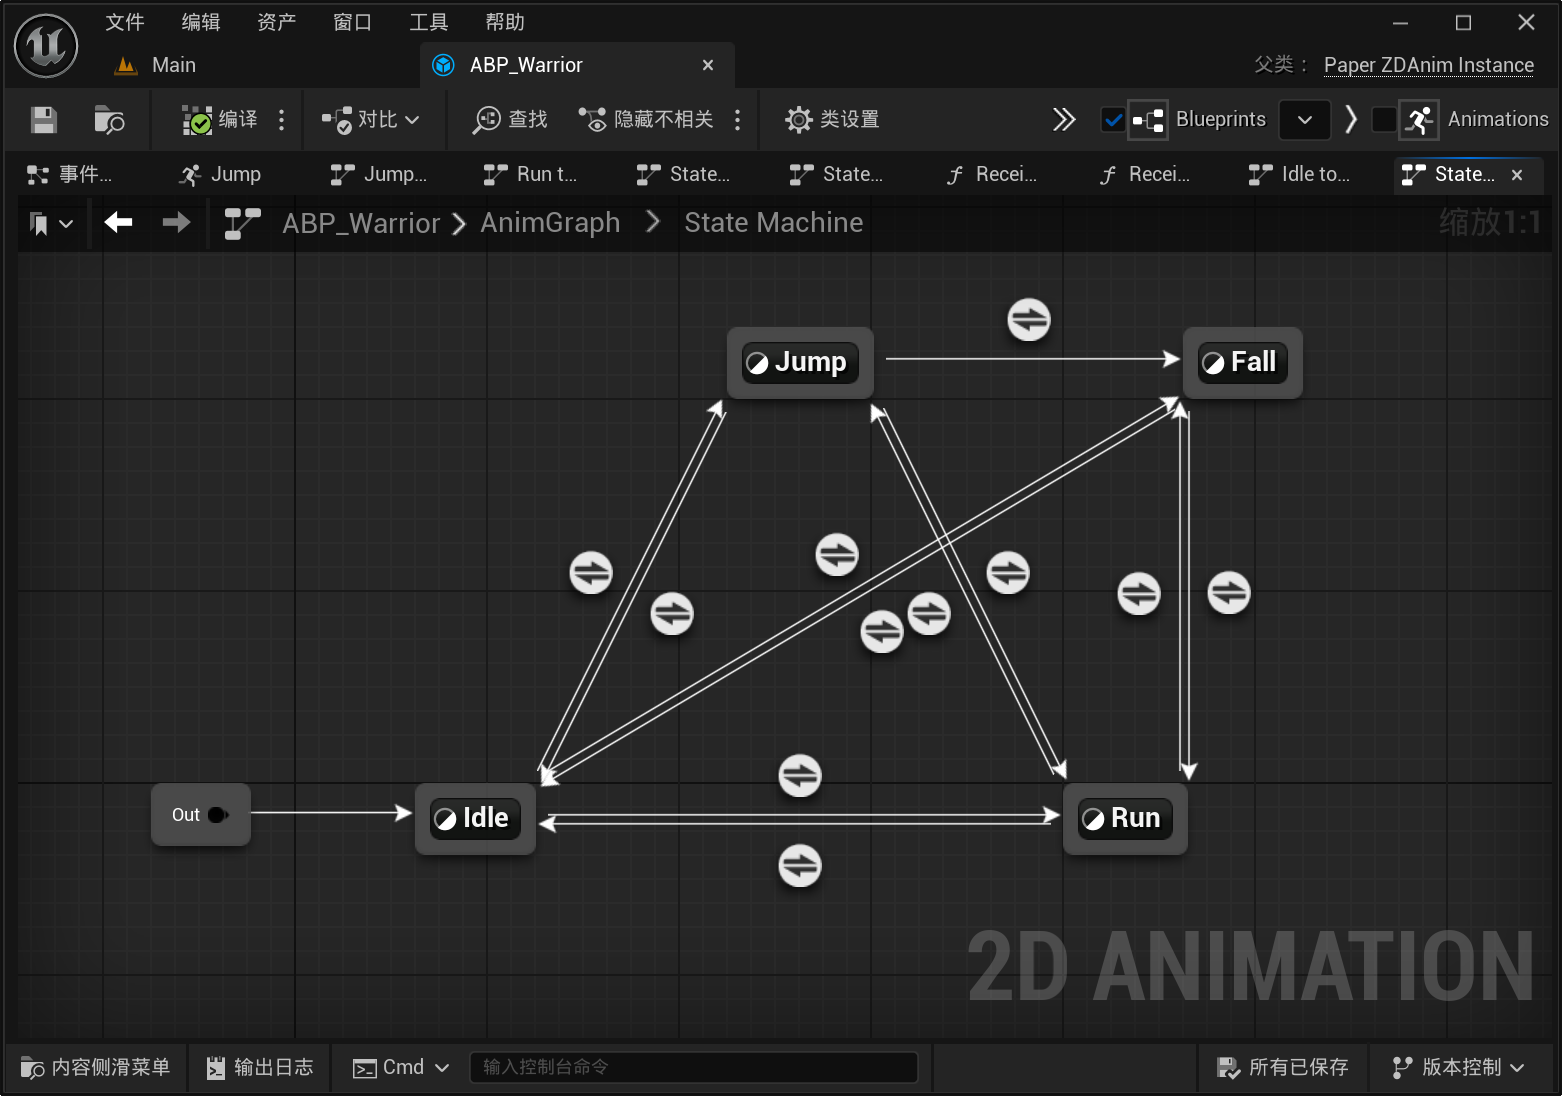 文件 编辑 资产 窗口 工具 帮助
Main ABP_Warrior 父类： Paper ZDAnim Instance
编译 对比 查找 隐藏不相关 类设置 Blueprints Animations
事件... Jump Jump... Run t... State... State... Recei... Recei... Idle to... State...
ABP_Warrior AnimGraph State Machine 缩放1:1
Jump Fall
Out Idle Run
2D ANIMATION
内容侧滑菜单 输出日志 Cmd 输入控制台命令 所有已保存 版本控制